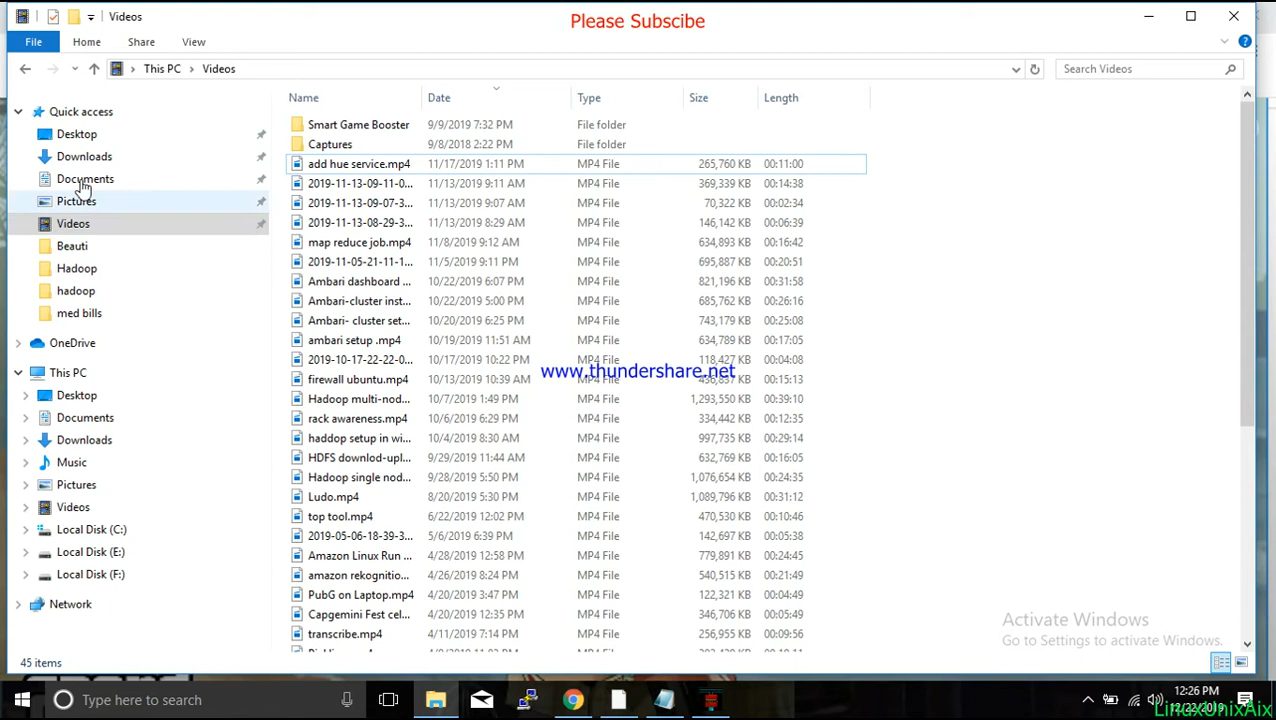 Videos
Please Subscribe
File Home Share View
This PC Videos Search Videos
Name Date Type Size Length
Quick access
Desktop
Downloads
Documents
Pictures
Videos
Beauti
Hadoop
hadoop
med bills
OneDrive
This PC
Desktop
Documents
Downloads
Music
Pictures
Videos
Local Disk (C:)
Local Disk (E:)
Local Disk (F:)
Network
Smart Game Booster 9/9/2019 7:32 PM File folder
Captures 9/8/2018 2:22 PM File folder
add hue service.mp4 11/17/2019 1:11 PM MP4 File 265,760 KB 00:11:00
2019-11-13-09-11-0... 11/13/2019 9:11 AM MP4 File 369,339 KB 00:14:38
2019-11-13-09-07-3... 11/13/2019 9:07 AM MP4 File 70,322 KB 00:02:34
2019-11-13-08-29-3... 11/13/2019 8:29 AM MP4 File 146,142 KB 00:06:39
map reduce job.mp4 11/8/2019 9:12 AM MP4 File 634,893 KB 00:16:42
2019-11-05-21-11-1... 11/5/2019 9:11 PM MP4 File 695,887 KB 00:20:51
Ambari dashboard ... 10/22/2019 6:07 PM MP4 File 821,196 KB 00:31:58
Ambari-cluster inst... 10/22/2019 5:00 PM MP4 File 685,762 KB 00:26:16
Ambari- cluster set... 10/20/2019 6:25 PM MP4 File 743,179 KB 00:25:08
ambari setup .mp4 10/19/2019 11:51 AM MP4 File 634,789 KB 00:17:05
2019-10-17-22-22-0... 10/17/2019 10:22 PM MP4 File 118,427 KB 00:04:08
www.thundershare.net
firewall ubuntu.mp4 10/13/2019 10:39 AM MP4 File 456,837 KB 00:15:13
Hadoop multi-nod... 10/7/2019 1:49 PM MP4 File 1,293,550 KB 00:39:10
rack awareness.mp4 10/6/2019 6:29 PM MP4 File 334,442 KB 00:12:35
haddop setup in wi... 10/4/2019 8:30 AM MP4 File 997,735 KB 00:29:14
HDFS downlod-upl... 9/29/2019 11:44 AM MP4 File 632,769 KB 00:16:05
Hadoop single nod... 9/28/2019 5:50 PM MP4 File 1,076,654 KB 00:24:35
Ludo.mp4 8/20/2019 5:30 PM MP4 File 1,089,796 KB 00:31:12
top tool.mp4 6/22/2019 12:02 PM MP4 File 470,530 KB 00:10:46
2019-05-06-18-39-3... 5/6/2019 6:39 PM MP4 File 142,697 KB 00:05:38
Amazon Linux Run ... 4/28/2019 12:58 PM MP4 File 779,891 KB 00:24:45
amazon rekognitio... 4/26/2019 8:24 PM MP4 File 540,515 KB 00:21:49
PubG on Laptop.mp4 4/20/2019 3:47 PM MP4 File 122,321 KB 00:04:49
Capgemini Fest cel... 4/20/2019 12:35 PM MP4 File 346,706 KB 00:05:49
transcribe.mp4 4/11/2019 7:14 PM MP4 File 256,955 KB 00:09:56
Activate Windows
Go to Settings to activate Windows.
45 items
Type here to search
12:26 PM
12/22/2019
LinuxUnixAix